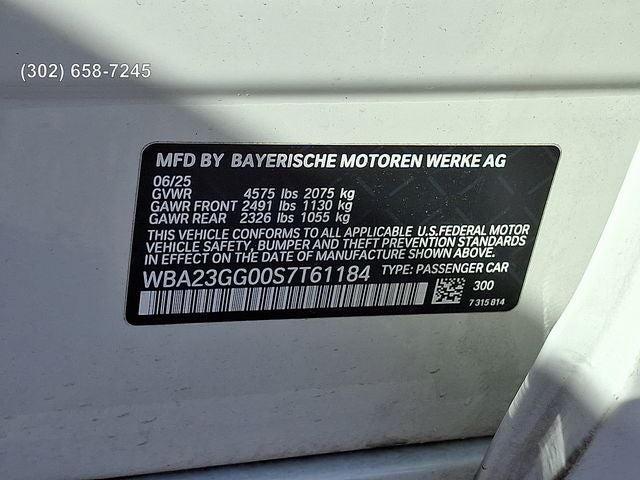 (302) 658-7245
MFD BY BAYERISCHE MOTOREN WERKE AG
06/25
GVWR 4575 lbs 2075 kg
GAWR FRONT 2491 lbs 1130 kg
GAWR REAR 2326 lbs 1055 kg
THIS VEHICLE CONFORMS TO ALL APPLICABLE U.S.FEDERAL MOTOR
VEHICLE SAFETY, BUMPER AND THEFT PREVENTION STANDARDS
IN EFFECT ON THE DATE OF MANUFACTURE SHOWN ABOVE.
WBA23GG00S7T61184 TYPE: PASSENGER CAR
300
7 315 814